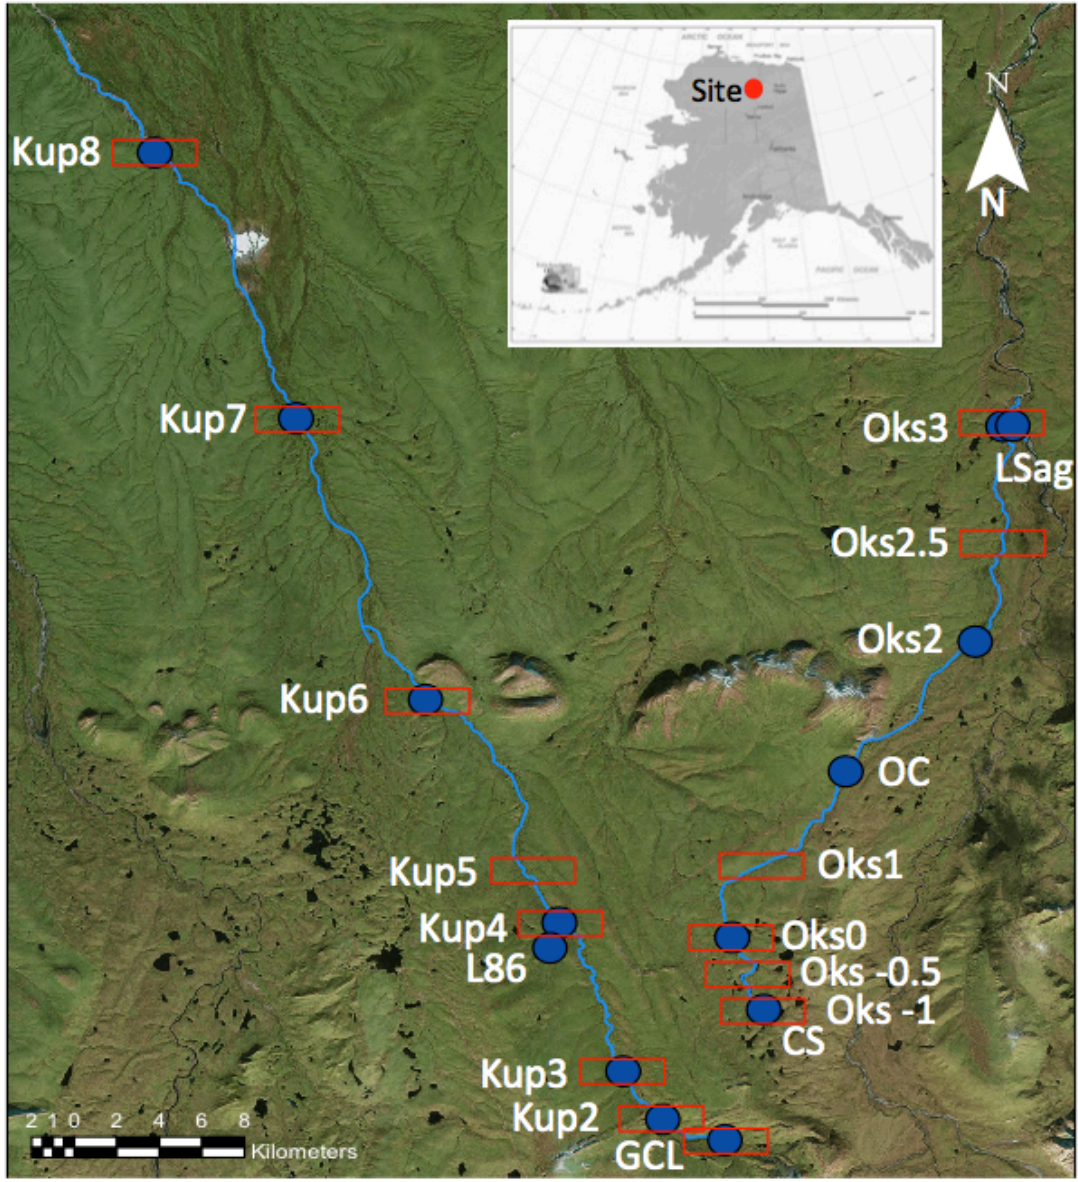 ARCTIC OCEAN
Site
PACIFIC OCEAN
N
N
Kup8
Kup7
Oks3
LSag
Oks2.5
Oks2
Kup6
OC
Kup5
Oks1
Kup4
Oks0
L86
Oks -0.5
Oks -1
CS
Kup3
Kup2
GCL
2 1 0 2 4 6 8
Kilometers